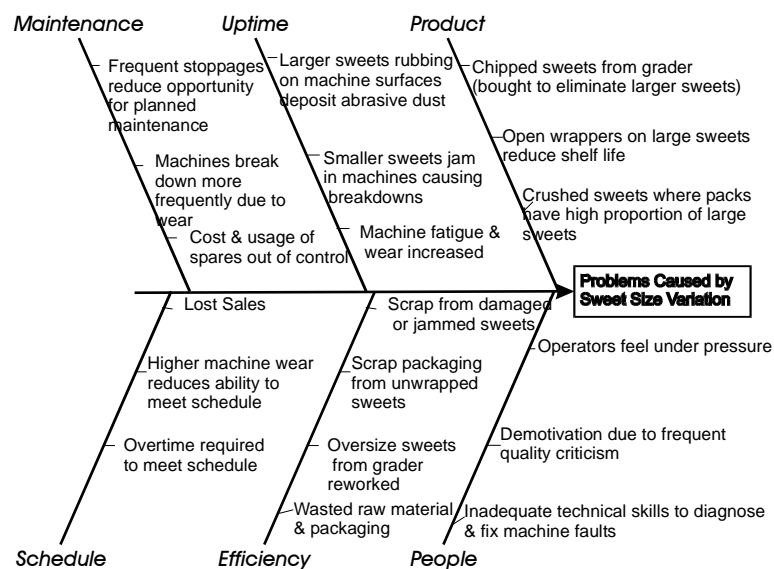 Maintenance
Uptime
Product
Frequent stoppages
reduce opportunity
for planned
maintenance
Machines break
down more
frequently due to
wear
Cost & usage of
spares out of control
Larger sweets rubbing
on machine surfaces
deposit abrasive dust
Smaller sweets jam
in machines causing
breakdowns
Machine fatigue &
wear increased
Chipped sweets from grader
(bought to eliminate larger sweets)
Open wrappers on large sweets
reduce shelf life
Crushed sweets where packs
have high proportion of large
sweets
Problems Caused by
Sweet Size Variation
Lost Sales
Higher machine wear
reduces ability to
meet schedule
Overtime required
to meet schedule
Scrap from damaged
or jammed sweets
Scrap packaging
from unwrapped
sweets
Oversize sweets
from grader
reworked
Wasted raw material
& packaging
Operators feel under pressure
Demotivation due to frequent
quality criticism
Inadequate technical skills to diagnose
& fix machine faults
Schedule
Efficiency
People